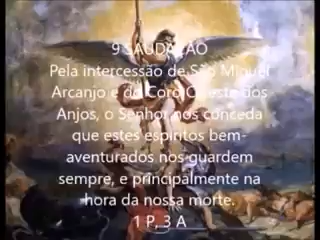 9 SAUDAÇÃO
Pela intercessão de São Miguel
Arcanjo e do Coro Celeste dos
Anjos, o Senhor nos conceda
que estes espíritos bem-
aventurados nos guardem
sempre, e principalmente na
hora da nossa morte.
1 P, 3 A